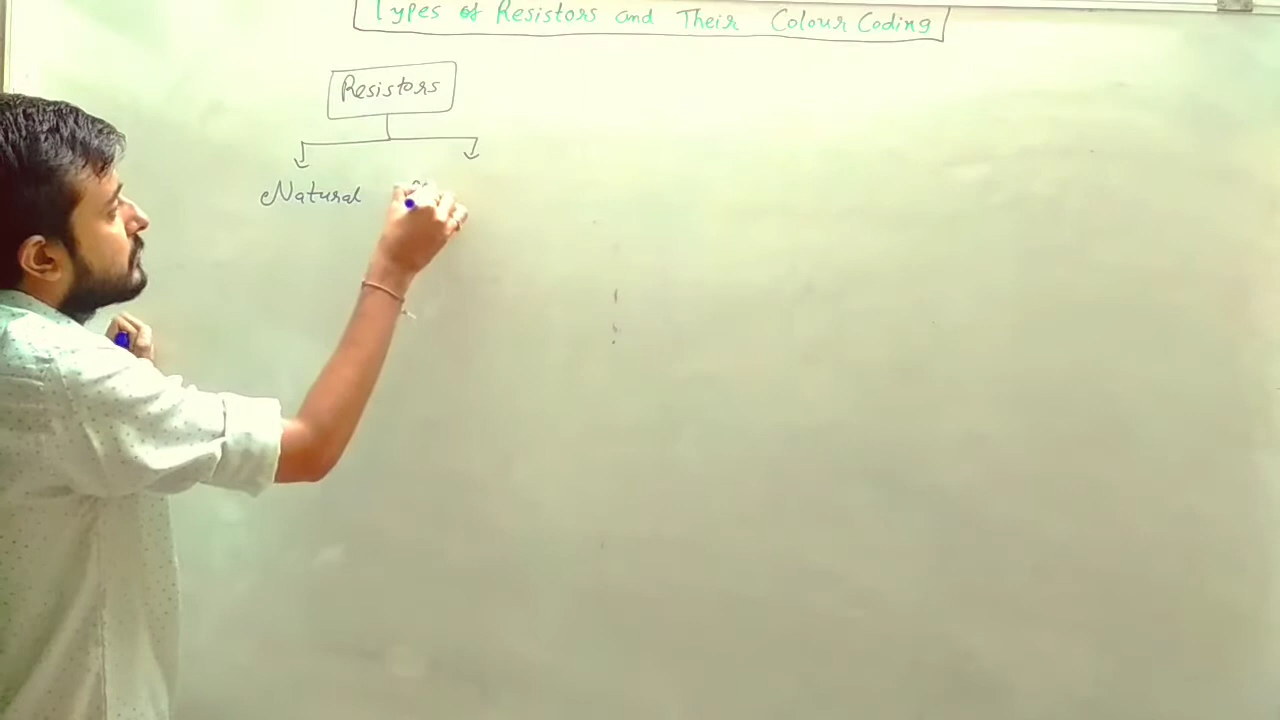 Types of Resistors and Their Colour Coding
Resistors
Natural